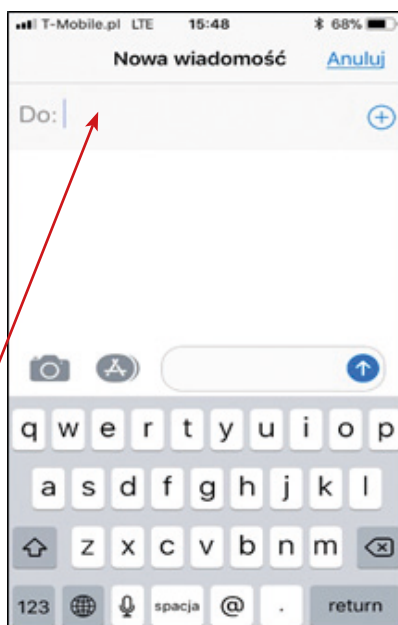 T-Mobile.pl LTE 15:48 68%
Nowa wiadomość Anuluj
Do:
q w e r t y u i o p
a s d f g h j k l
z x c v b n m
123 spacja @ . return